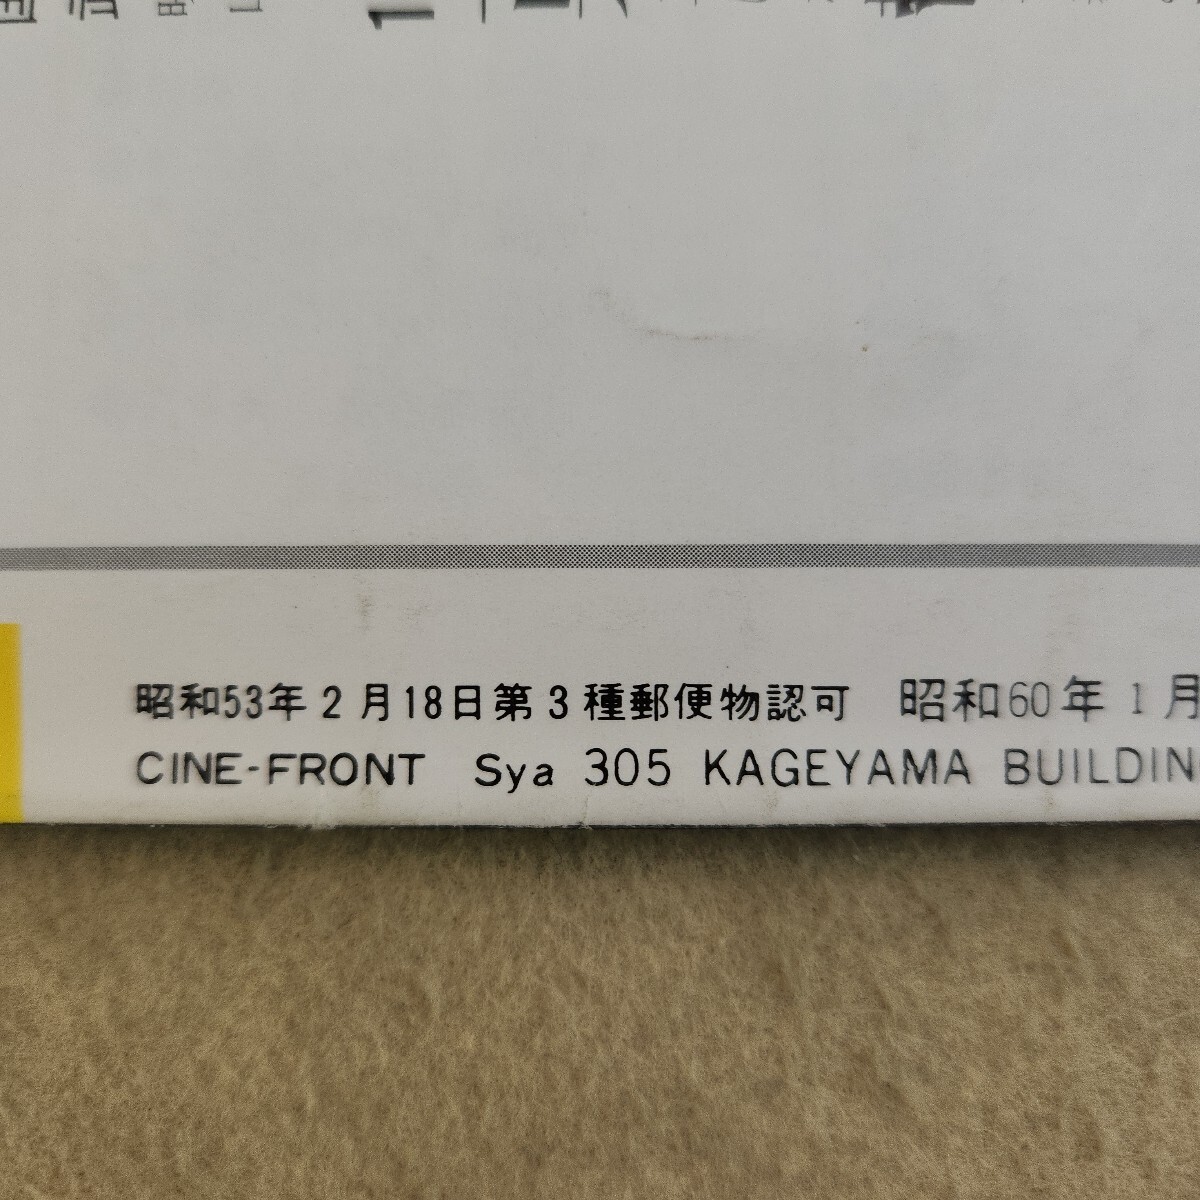 昭和53年2月18日第3種郵便物認可 昭和60年1月
CINE-FRONT Sya 305 KAGEYAMA BUILDING